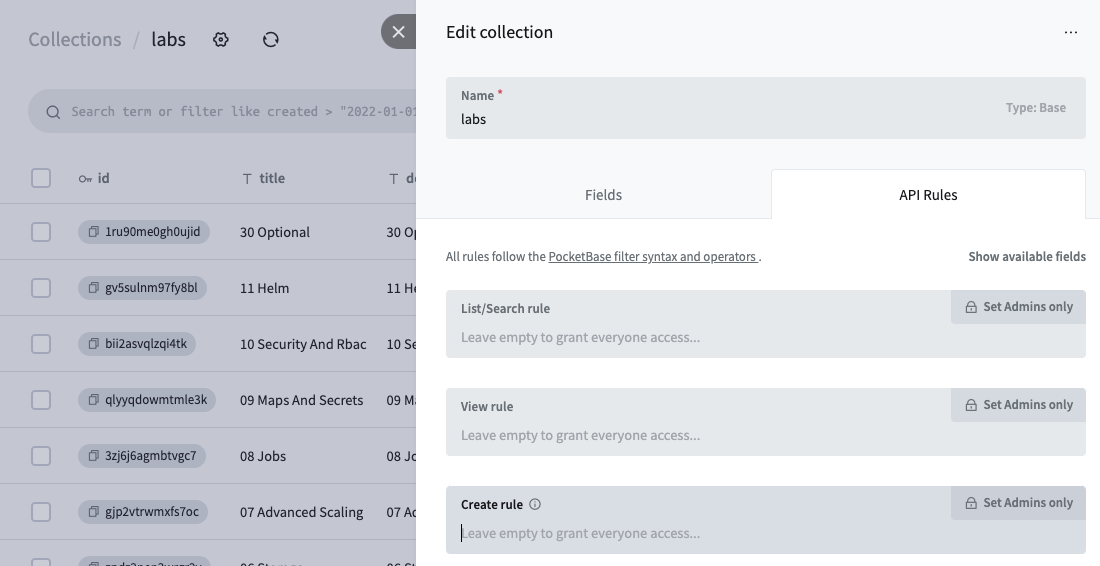 Collections / labs
Search term or filter like created > "2022-01-01
id title de
1ru90me0gh0ujid 30 Optional 30 Op
gv5sulnm97fy8bl 11 Helm 11 He
bii2asvqlzqi4tk 10 Security And Rbac 10 Se
qlyyqdowmtmle3k 09 Maps And Secrets 09 Ma
3zj6j6agmbtvgc7 08 Jobs 08 Jo
gjp2vtrwmxfs7oc 07 Advanced Scaling 07 Ad
Edit collection
Name *
labs
Type: Base
Fields
API Rules
All rules follow the PocketBase filter syntax and operators .
Show available fields
List/Search rule
Set Admins only
Leave empty to grant everyone access...
View rule
Set Admins only
Leave empty to grant everyone access...
Create rule
Set Admins only
Leave empty to grant everyone access...